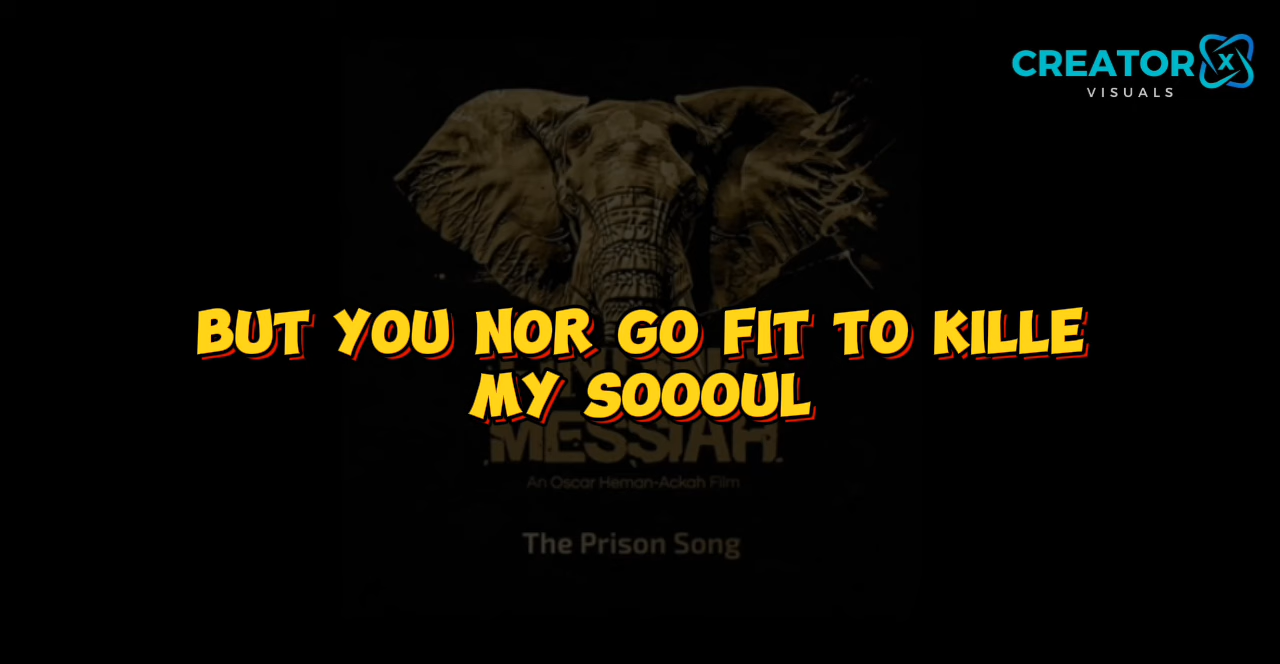 CREATOR X
VISUALS
BUT YOU NOR GO FIT TO KILLE
MY SOOOUL
MESSIAH
An Oscar Heman-Ackah Film
The Prison Song